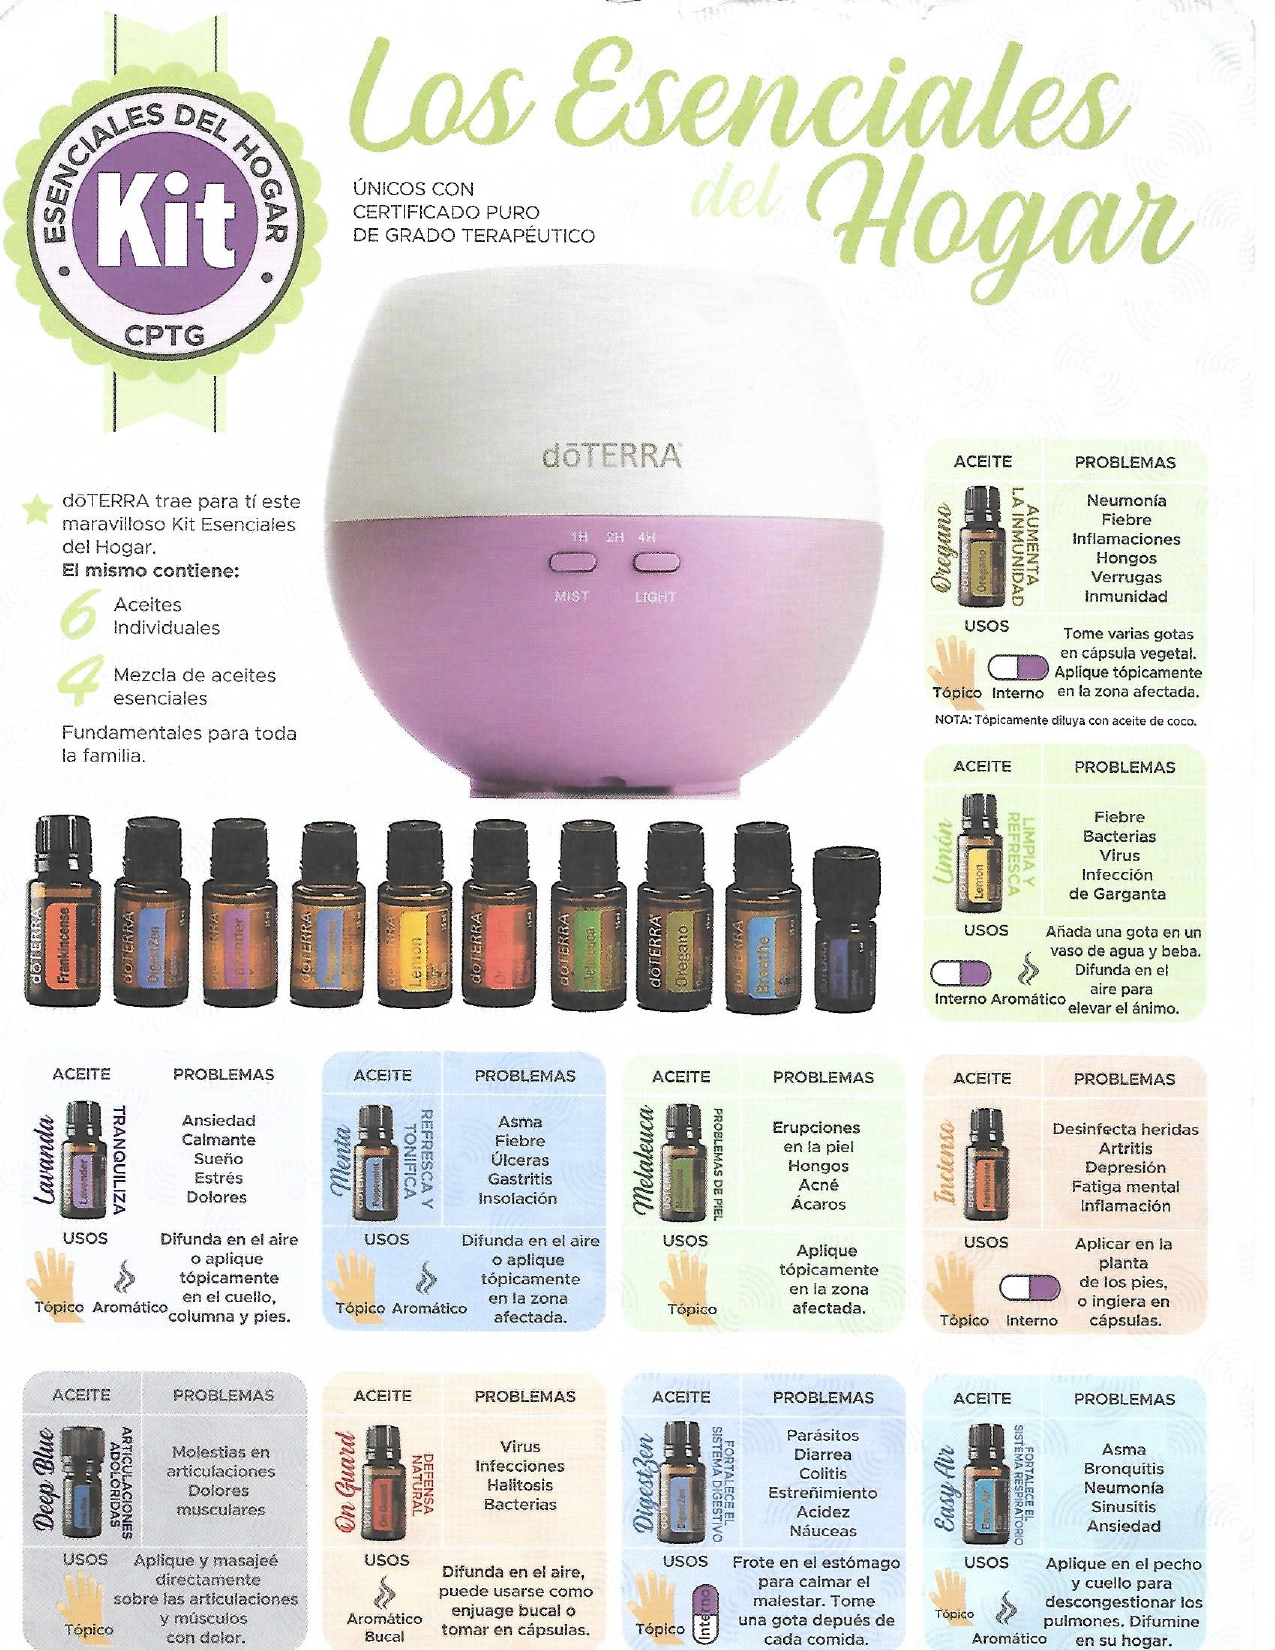 ESENCIALES DEL HOGAR
Kit
CPTG
Los Esenciales
del Hogar
ÚNICOS CON
CERTIFICADO PURO
DE GRADO TERAPÉUTICO
dōTERRA
1H 2H 4H
MIST LIGHT
dōTERRA trae para tí este
maravilloso Kit Esenciales
del Hogar.
El mismo contiene:
6 Aceites
Individuales
4 Mezcla de aceites
esenciales
Fundamentales para toda
la familia.
dōTERRA Frankincense
dōTERRA DigestZen
Lavender
Lemon
dōTERRA
dōTERRA Melaleuca
dōTERRA Oregano
Breathe
ACEITE PROBLEMAS
Oregano
AUMENTA
LA INMUNIDAD
Neumonía
Fiebre
Inflamaciones
Hongos
Verrugas
Inmunidad
USOS
Tópico Interno
Tome varias gotas
en cápsula vegetal.
Aplique tópicamente
en la zona afectada.
NOTA: Tópicamente diluya con aceite de coco.
ACEITE PROBLEMAS
Limón
Lemon
LIMPIA Y
REFRESCA
Fiebre
Bacterias
Virus
Infección
de Garganta
USOS
Interno Aromático
Añada una gota en un
vaso de agua y beba.
Difunda en el
aire para
elevar el ánimo.
ACEITE PROBLEMAS
Lavanda
Lavender
TRANQUILIZA
Ansiedad
Calmante
Sueño
Estrés
Dolores
USOS
Tópico Aromático
Difunda en el aire
o aplique
tópicamente
en el cuello,
columna y pies.
ACEITE PROBLEMAS
Menta
REFRESCA Y
TONIFICA
Asma
Fiebre
Úlceras
Gastritis
Insolación
USOS
Tópico Aromático
Difunda en el aire
o aplique
tópicamente
en la zona
afectada.
ACEITE PROBLEMAS
Melaleuca
PROBLEMAS DE PIEL
Erupciones
en la piel
Hongos
Acné
Ácaros
USOS
Tópico
Aplique
tópicamente
en la zona
afectada.
ACEITE PROBLEMAS
Incienso
Desinfecta heridas
Artritis
Depresión
Fatiga mental
Inflamación
USOS
Tópico Interno
Aplicar en la
planta
de los pies,
o ingiera en
cápsulas.
ACEITE PROBLEMAS
Deep Blue
ARTICULACIONES
ADOLORIDAS
Molestias en
articulaciones
Dolores
musculares
USOS
Tópico
Aplique y masajeé
directamente
sobre las articulaciones
y músculos
con dolor.
ACEITE PROBLEMAS
On Guard
DEFENSA
NATURAL
Virus
Infecciones
Halitosis
Bacterias
USOS
Aromático
Bucal
Difunda en el aire,
puede usarse como
enjuage bucal o
tomar en cápsulas.
ACEITE PROBLEMAS
DigestZen
FORTALECE EL
SISTEMA DIGESTIVO
Parásitos
Diarrea
Colitis
Estreñimiento
Acidez
Náuceas
USOS
Tópico Interno
Frote en el estómago
para calmar el
malestar. Tome
una gota depués de
cada comida.
ACEITE PROBLEMAS
Easy Air
FORTALECE EL
SISTEMA RESPIRATORIO
Asma
Bronquitis
Neumonía
Sinusitis
Ansiedad
USOS
Tópico
Aromático
Aplique en el pecho
y cuello para
descongestionar los
pulmones. Difumine
en su hogar.